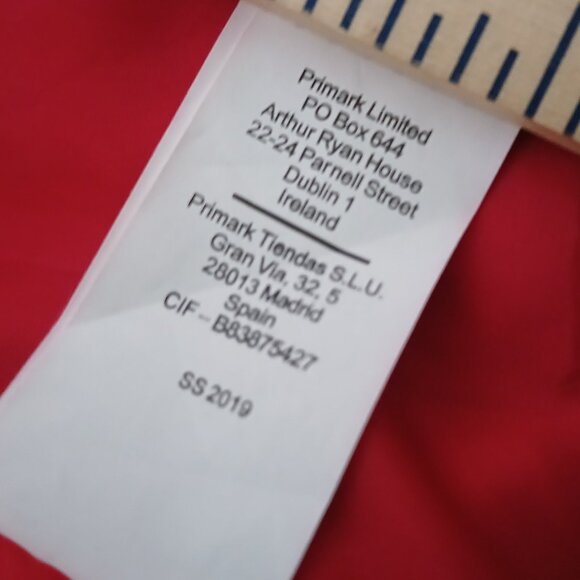 Primark Limited
PO Box 644
Arthur Ryan House
22-24 Parnell Street
Dublin 1
Ireland
Primark Tiendas S.L.U.
Gran Via, 32, 5
28013 Madrid
Spain
CIF - B83875427
SS 2019